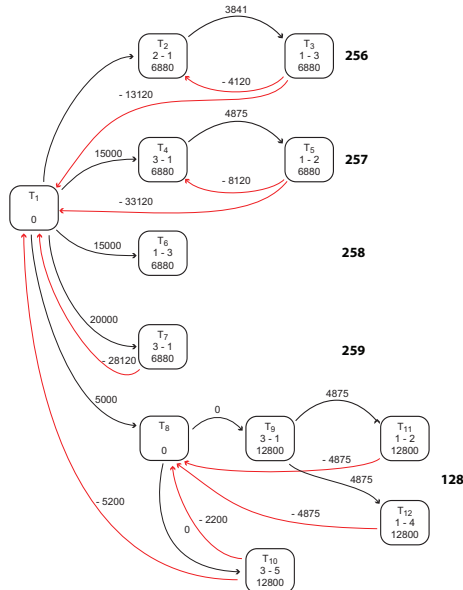 3841
T2
2 - 1
6880
T3
1 - 3
6880
256
- 4120
- 13120
4875
15000
T4
3 - 1
6880
T5
1 - 2
6880
257
- 8120
- 33120
T1
0
15000
T6
1 - 3
6880
258
20000
T7
3 - 1
6880
259
- 28120
5000
T8
0
0
T9
3 - 1
12800
4875
T11
1 - 2
12800
- 4875
4875
128
T12
1 - 4
12800
- 4875
- 5200
- 2200
0
T10
3 - 5
12800